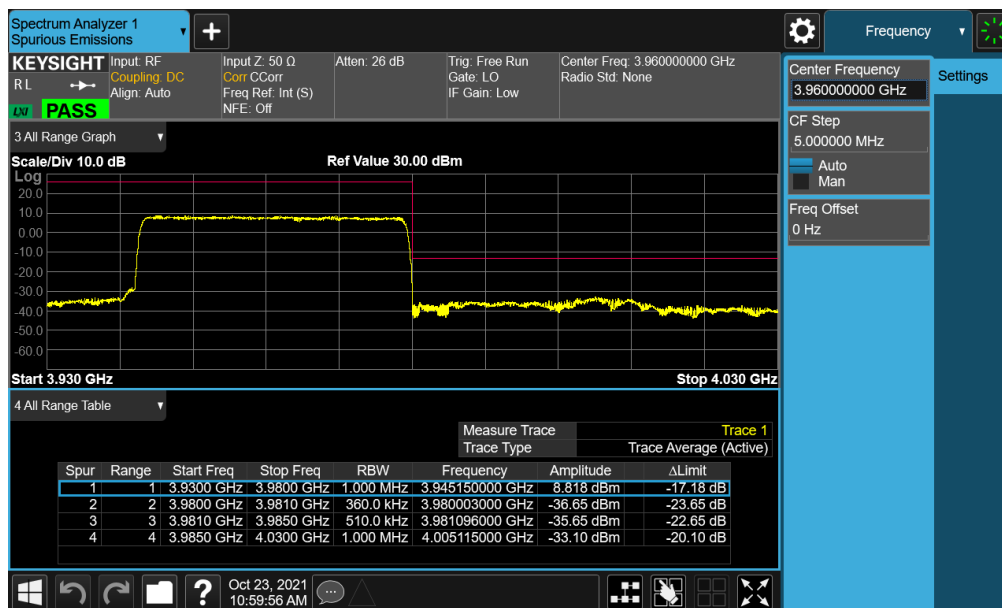 Spectrum Analyzer 1
Spurious Emissions
Frequency
KEYSIGHT
Input: RF
Input Z: 50 Ω
Atten: 26 dB
Trig: Free Run
Center Freq: 3.960000000 GHz
RL
Coupling: DC
Corr CCorr
Gate: LO
Radio Std: None
Align: Auto
Freq Ref: Int (S)
IF Gain: Low
LXI
PASS
NFE: Off
Center Frequency
3.960000000 GHz
Settings
CF Step
5.000000 MHz
Auto
Man
Freq Offset
0 Hz
3 All Range Graph
Scale/Div 10.0 dB
Ref Value 30.00 dBm
Log
20.0
10.0
0.00
-10.0
-20.0
-30.0
-40.0
-50.0
-60.0
Start 3.930 GHz
Stop 4.030 GHz
4 All Range Table
Measure Trace Trace 1
Trace Type Trace Average (Active)
Spur Range Start Freq Stop Freq RBW Frequency Amplitude ΔLimit
1 1 3.9300 GHz 3.9800 GHz 1.000 MHz 3.945150000 GHz 8.818 dBm -17.18 dB
2 2 3.9800 GHz 3.9810 GHz 360.0 kHz 3.980003000 GHz -36.65 dBm -23.65 dB
3 3 3.9810 GHz 3.9850 GHz 510.0 kHz 3.981096000 GHz -35.65 dBm -22.65 dB
4 4 3.9850 GHz 4.0300 GHz 1.000 MHz 4.005115000 GHz -33.10 dBm -20.10 dB
Oct 23, 2021
10:59:56 AM